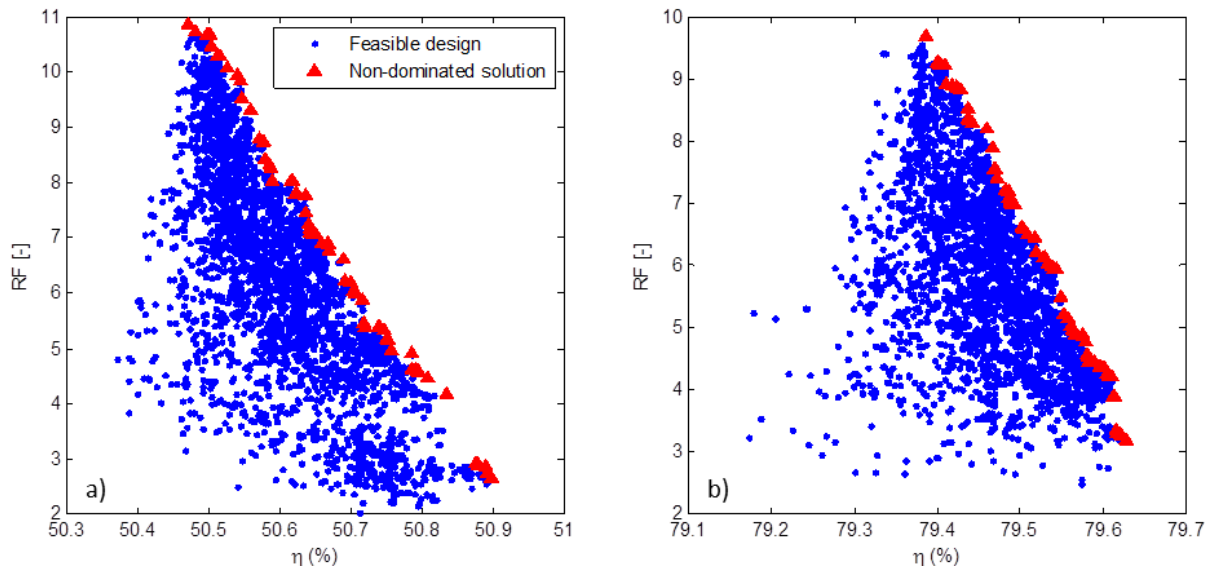 11
10
9
8
7
6
5
4
3
2
RF [-]
Feasible design
Non-dominated solution
a)
50.3 50.4 50.5 50.6 50.7 50.8 50.9 51
η (%)
10
9
8
7
6
5
4
3
2
RF [-]
b)
79.1 79.2 79.3 79.4 79.5 79.6 79.7
η (%)